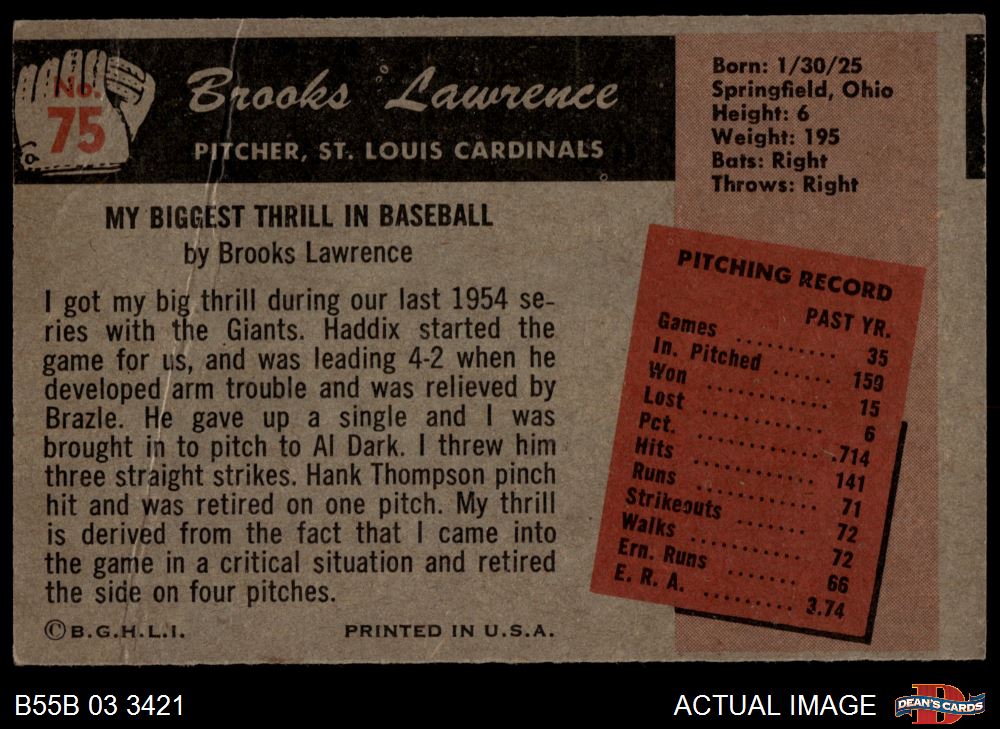 No.
75
Brooks Lawrence
PITCHER, ST. LOUIS CARDINALS
Born: 1/30/25
Springfield, Ohio
Height: 6
Weight: 195
Bats: Right
Throws: Right
MY BIGGEST THRILL IN BASEBALL
by Brooks Lawrence
I got my big thrill during our last 1954 se-
ries with the Giants. Haddix started the
game for us, and was leading 4-2 when he
developed arm trouble and was relieved by
Brazle. He gave up a single and I was
brought in to pitch to Al Dark. I threw him
three straight strikes. Hank Thompson pinch
hit and was retired on one pitch. My thrill
is derived from the fact that I came into
the game in a critical situation and retired
the side on four pitches.
©B.G.H.L.I. PRINTED IN U.S.A.
PITCHING RECORD
PAST YR.
Games .......... 35
In. Pitched ...... 159
Won ............ 15
Lost ............ 6
Pct. ............ .714
Hits ............ 141
Runs ............ 71
Strikeouts ....... 72
Walks ........... 72
Ern. Runs ....... 66
E. R. A. ......... 3.74
B55B 03 3421
ACTUAL IMAGE
DEAN'S CARDS